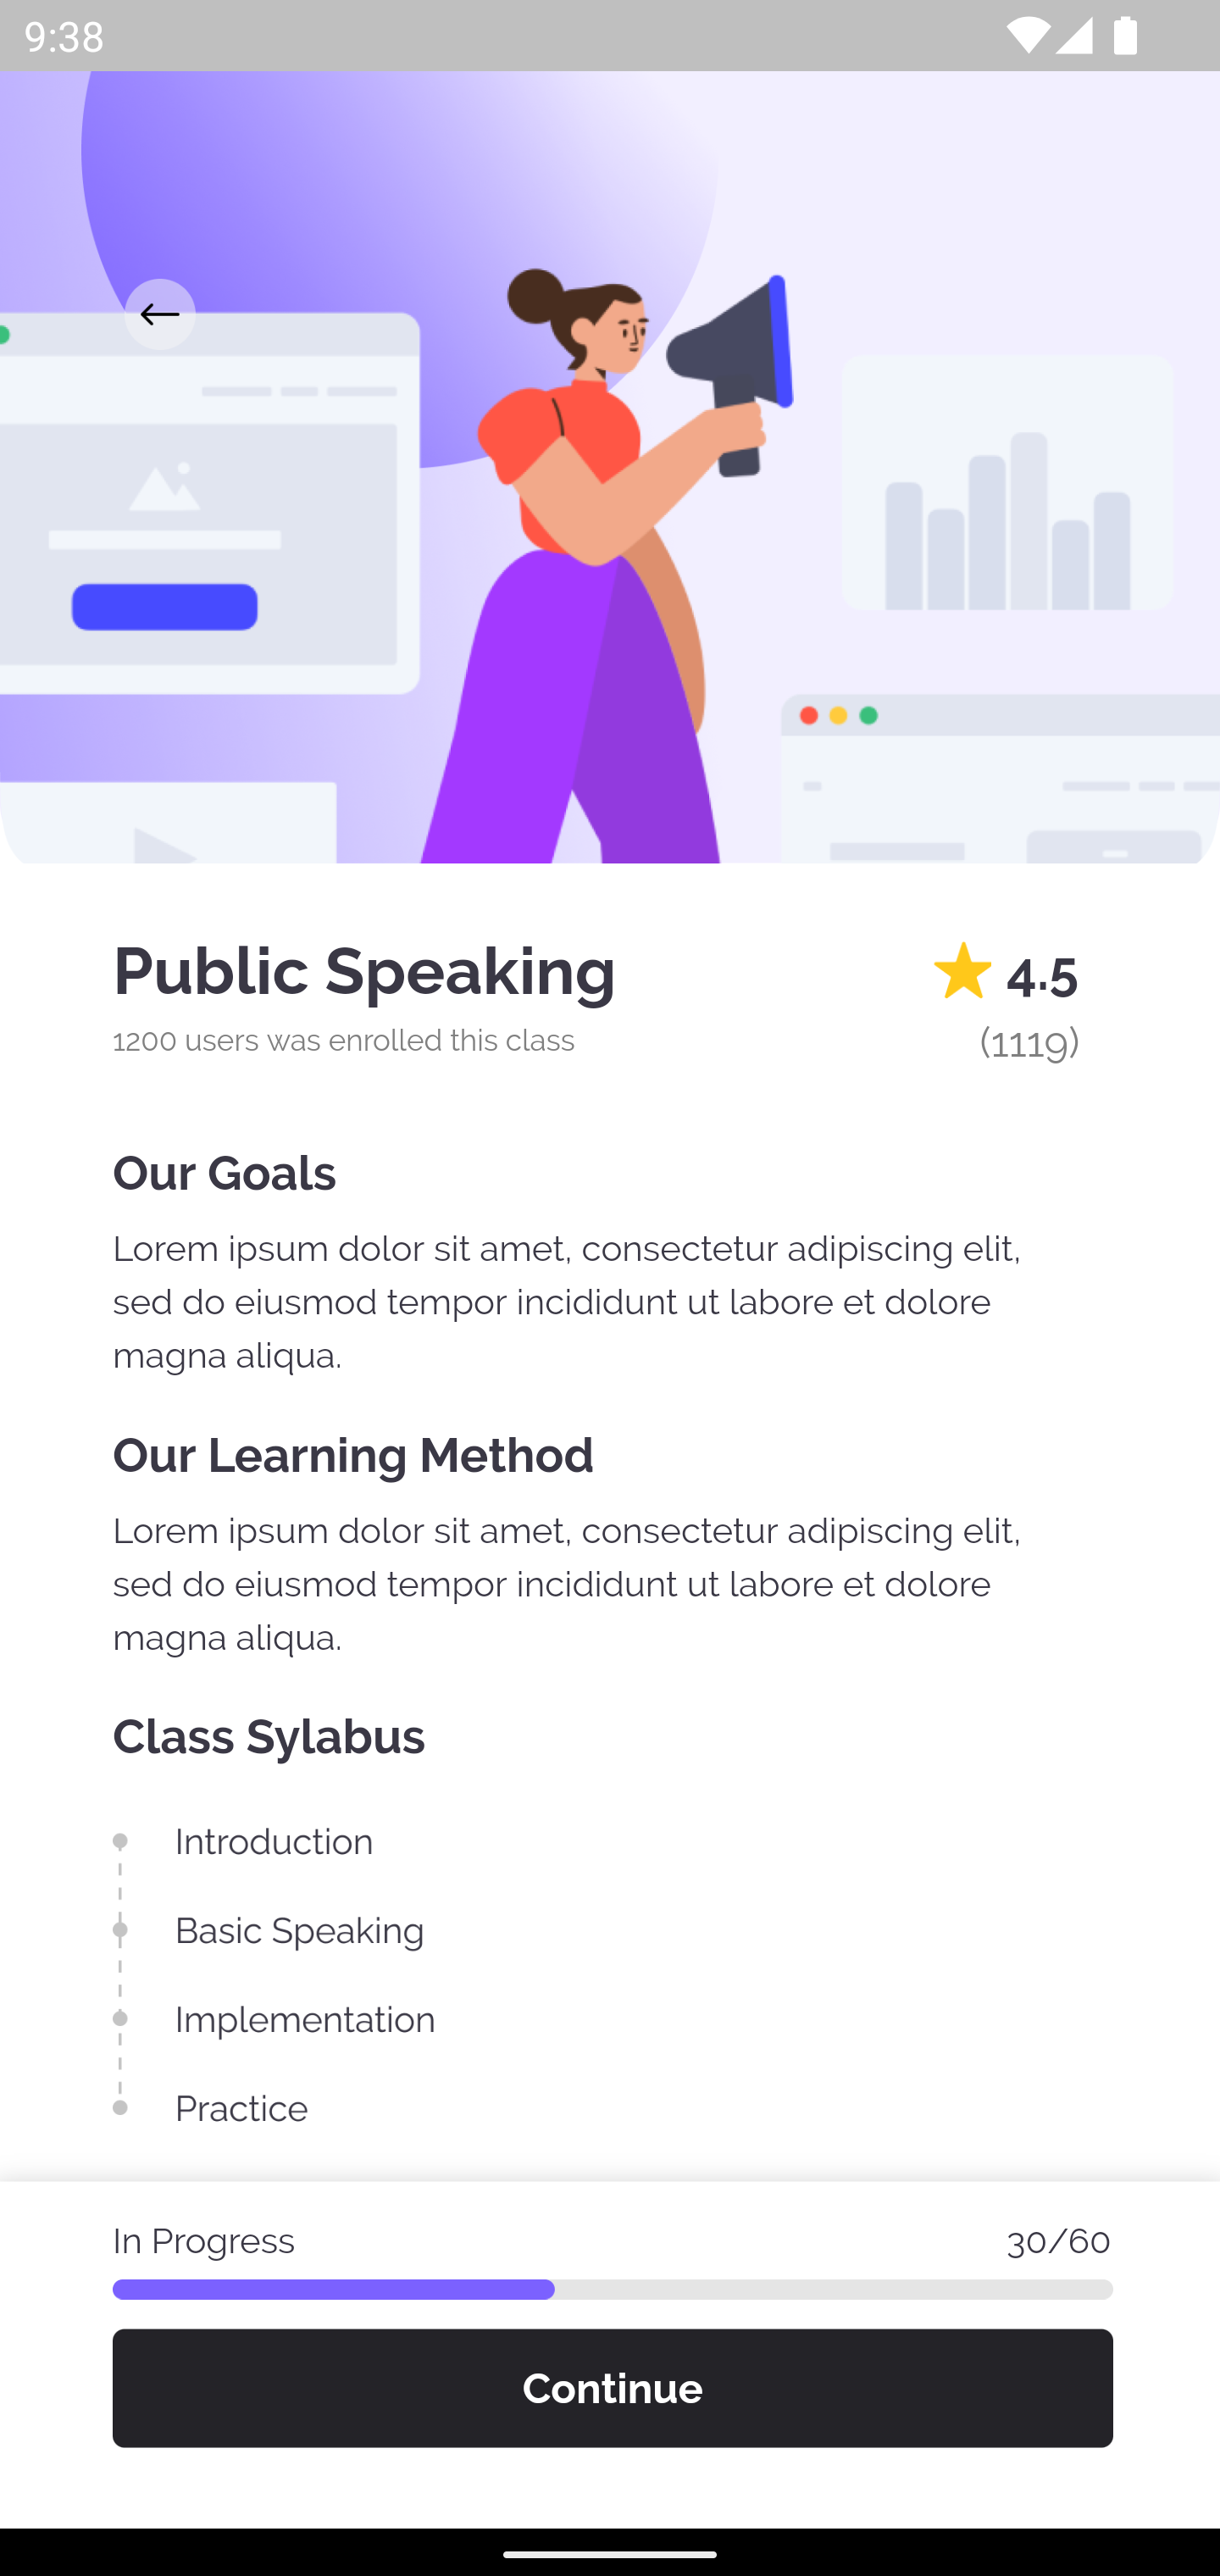 9:38
Public Speaking
4.5
1200 users was enrolled this class
(1119)
Our Goals
Lorem ipsum dolor sit amet, consectetur adipiscing elit,
sed do eiusmod tempor incididunt ut labore et dolore
magna aliqua.
Our Learning Method
Lorem ipsum dolor sit amet, consectetur adipiscing elit,
sed do eiusmod tempor incididunt ut labore et dolore
magna aliqua.
Class Sylabus
Introduction
Basic Speaking
Implementation
Practice
In Progress
30/60
Continue